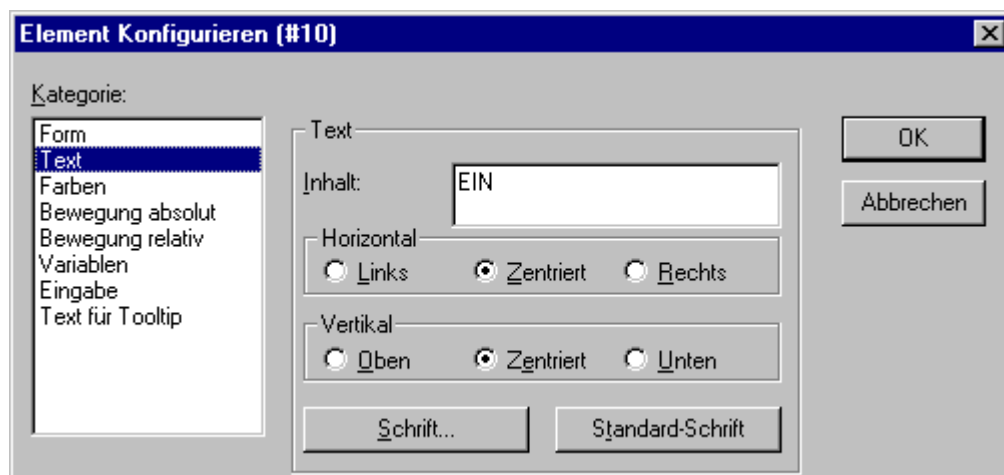 Element Konfigurieren (#10)
Kategorie:
Form
Text
Farben
Bewegung absolut
Bewegung relativ
Variablen
Eingabe
Text für Tooltip
Text
Inhalt: EIN
Horizontal
Links Zentriert Rechts
Vertikal
Oben Zentriert Unten
Schrift... Standard-Schrift
OK
Abbrechen